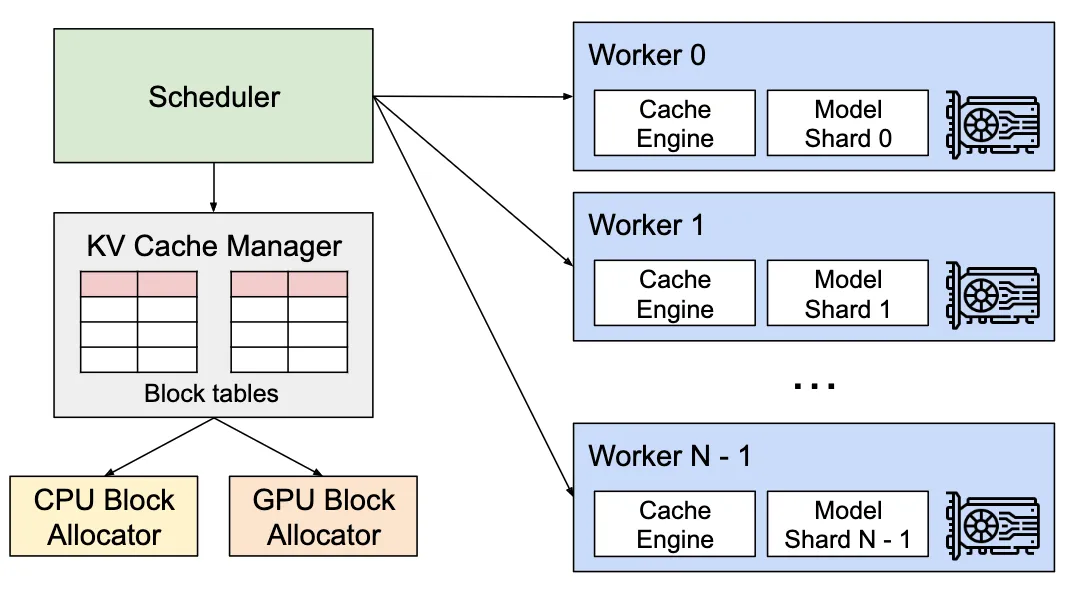 Scheduler
KV Cache Manager
Block tables
CPU Block
Allocator
GPU Block
Allocator
Worker 0
Cache
Engine
Model
Shard 0
Worker 1
Cache
Engine
Model
Shard 1
...
Worker N - 1
Cache
Engine
Model
Shard N - 1